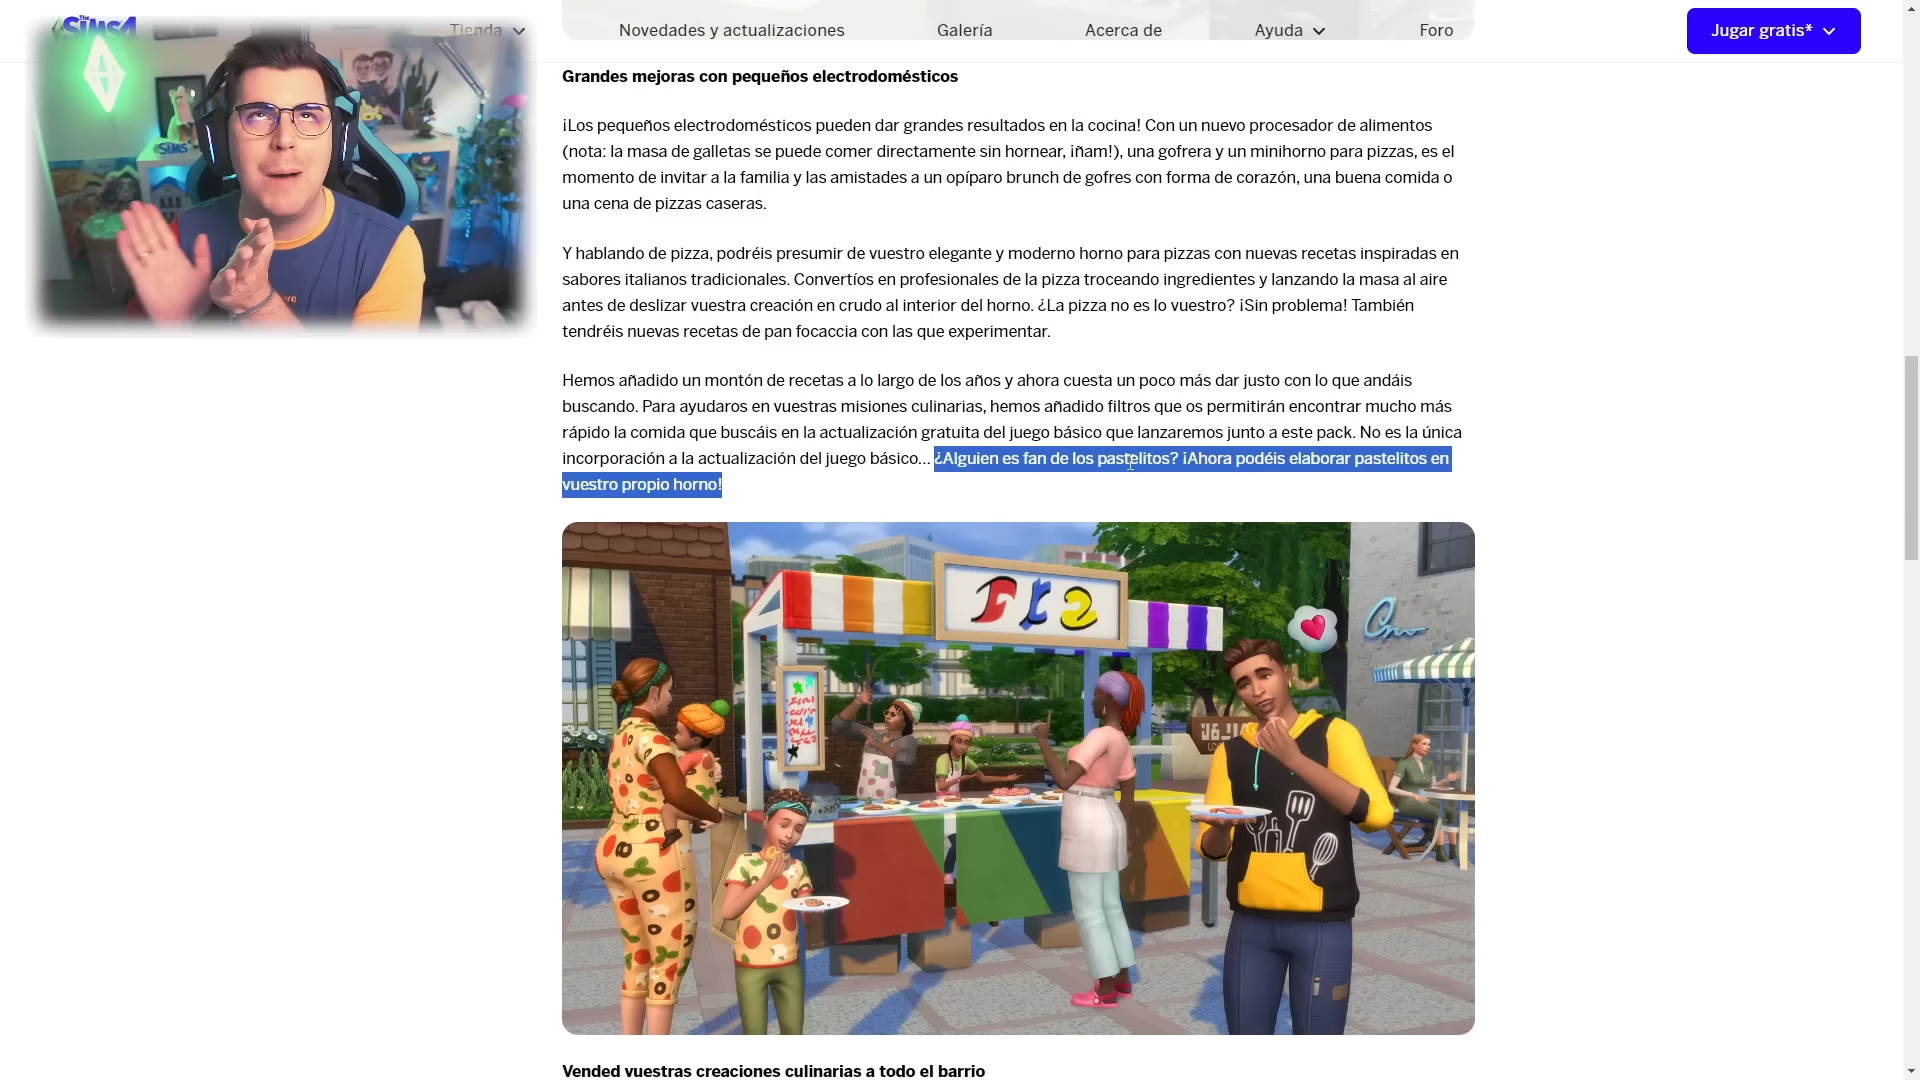 The
SIMS 4
Tienda
Novedades y actualizaciones
Galería
Acerca de
Ayuda
Foro
Jugar gratis*
SIMS
Grandes mejoras con pequeños electrodomésticos
¡Los pequeños electrodomésticos pueden dar grandes resultados en la cocina! Con un nuevo procesador de alimentos
(nota: la masa de galletas se puede comer directamente sin hornear, ¡ñam!), una gofrera y un minihorno para pizzas, es el
momento de invitar a la familia y las amistades a un opíparo brunch de gofres con forma de corazón, una buena comida o
una cena de pizzas caseras.
Y hablando de pizza, podréis presumir de vuestro elegante y moderno horno para pizzas con nuevas recetas inspiradas en
sabores italianos tradicionales. Convertíos en profesionales de la pizza troceando ingredientes y lanzando la masa al aire
antes de deslizar vuestra creación en crudo al interior del horno. ¿La pizza no es lo vuestro? ¡Sin problema! También
tendréis nuevas recetas de pan focaccia con las que experimentar.
Hemos añadido un montón de recetas a lo largo de los años y ahora cuesta un poco más dar justo con lo que andáis
buscando. Para ayudaros en vuestras misiones culinarias, hemos añadido filtros que os permitirán encontrar mucho más
rápido la comida que buscáis en la actualización gratuita del juego básico que lanzaremos junto a este pack. No es la única
incorporación a la actualización del juego básico... ¿Alguien es fan de los pastelitos? ¡Ahora podéis elaborar pastelitos en
vuestro propio horno!
Vended vuestras creaciones culinarias a todo el barrio